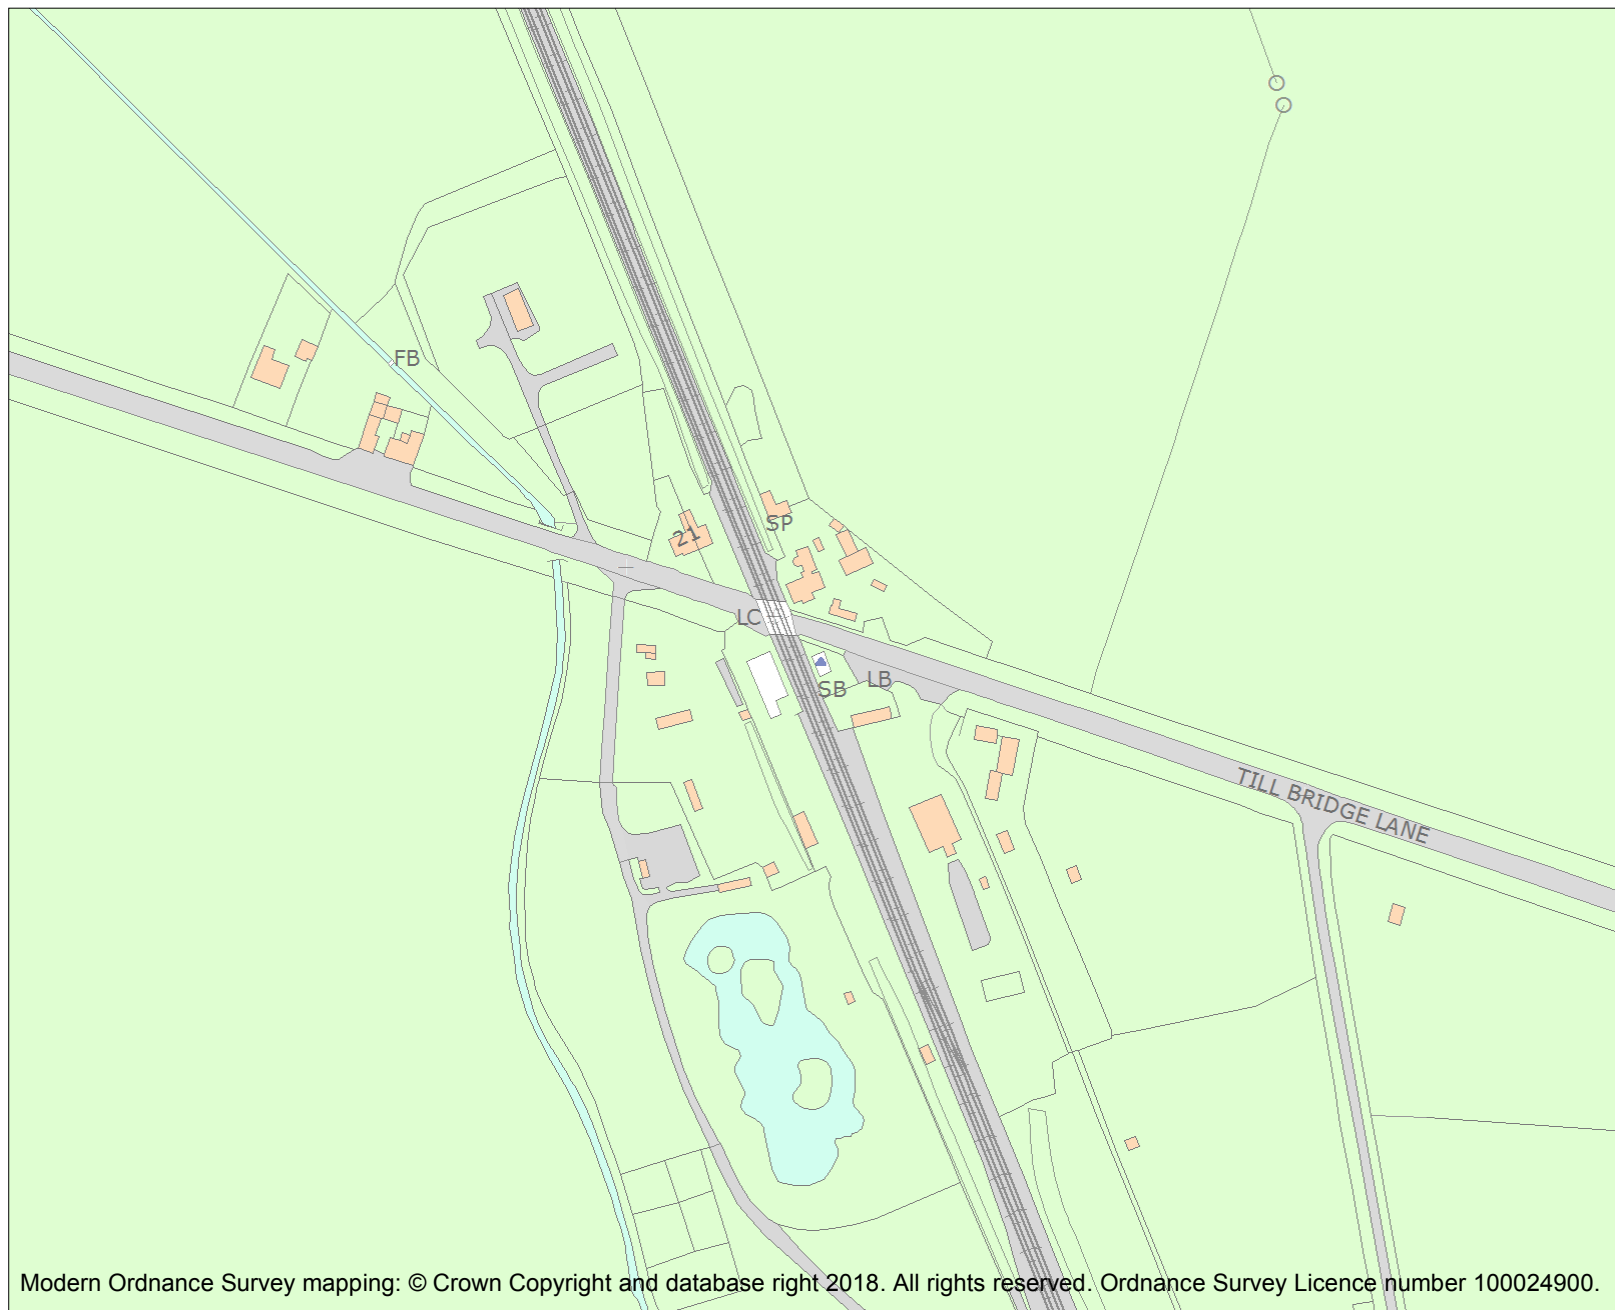 FB
21
SP
LC
SB
LB
TILL BRIDGE LANE
Modern Ordnance Survey mapping: © Crown Copyright and database right 2018. All rights reserved. Ordnance Survey Licence number 100024900.